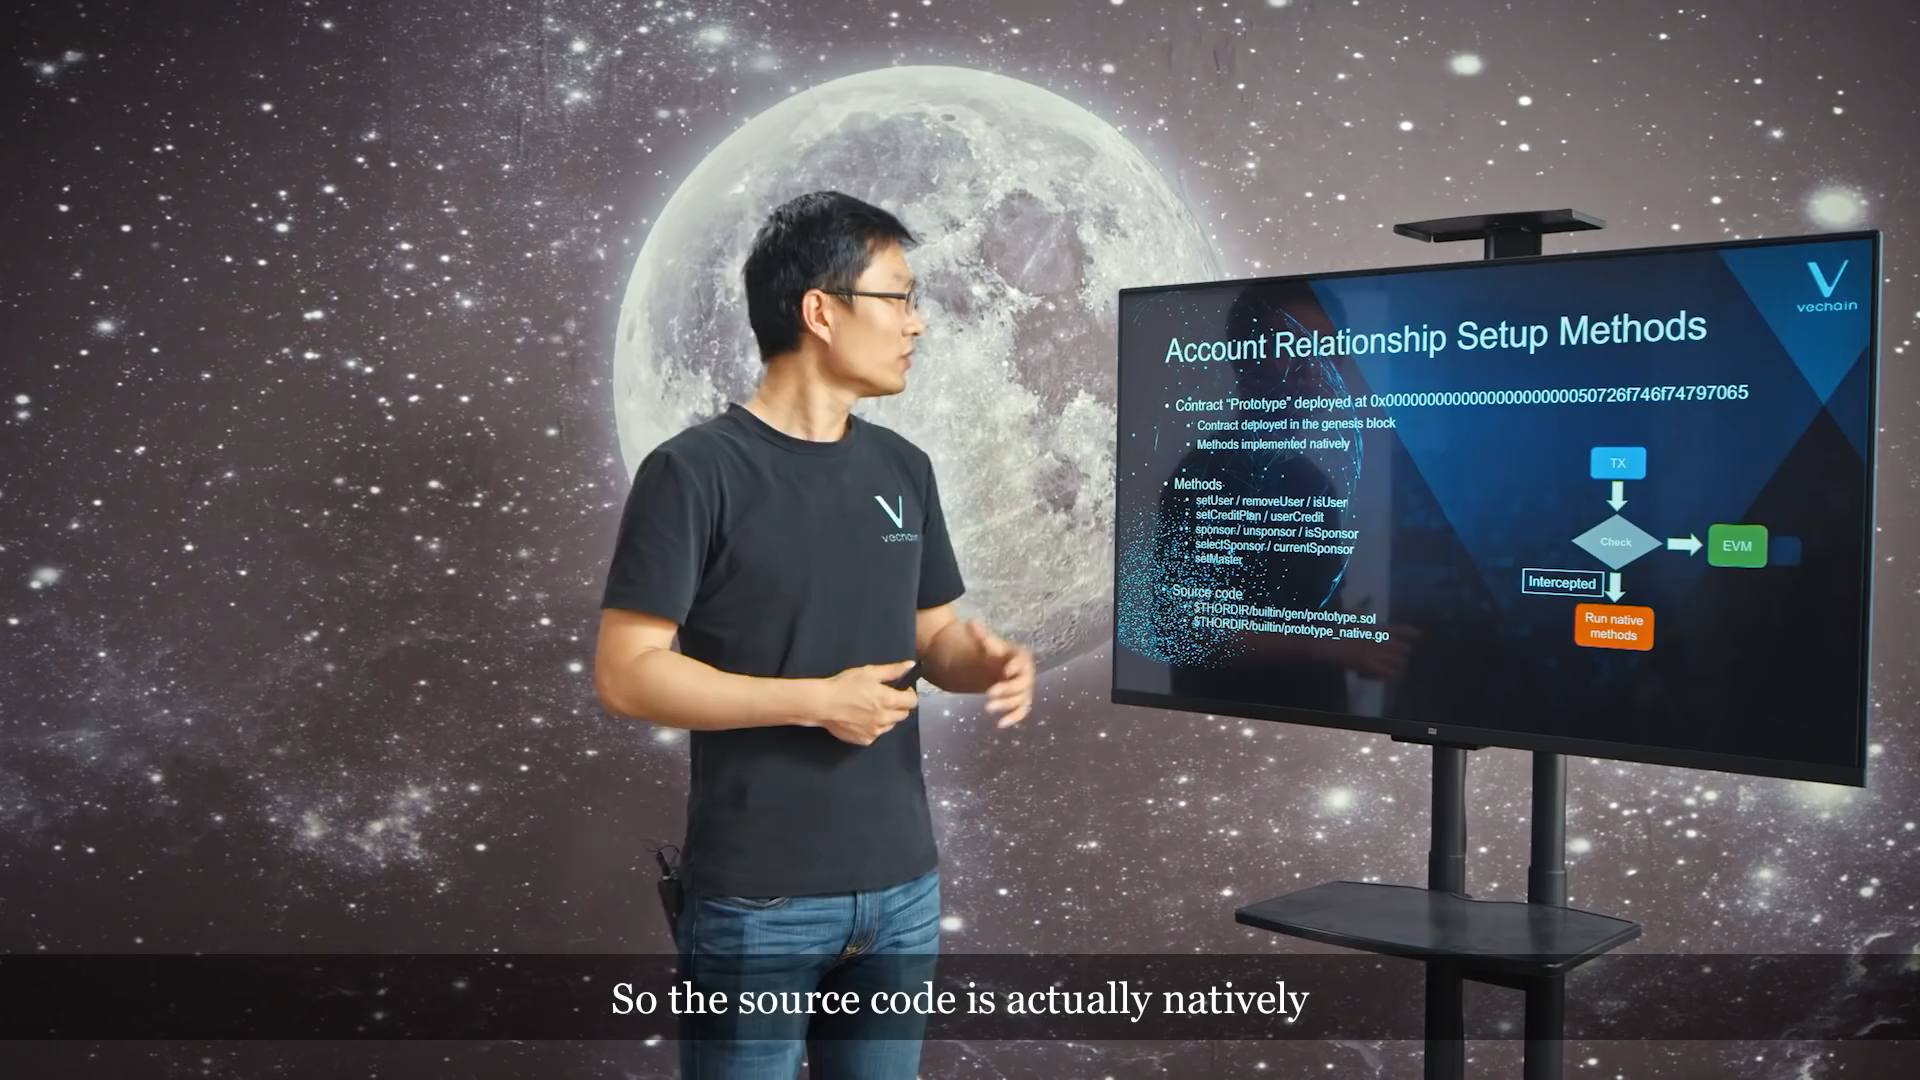 V
vechain
Account Relationship Setup Methods
• Contract “Prototype” deployed at 0x000000000000000000000050726f746f74797065
• Contract deployed in the genesis block
• Methods implemented natively
• Methods
• setUser / removeUser / isUser
• setCreditPlan / userCredit
• sponsor / unsponsor / isSponsor
• selectSponsor / currentSponsor
• setMaster
• Source code
• $THORDIR/builtin/gen/prototype.sol
• $THORDIR/builtin/prototype_native.go
TX
Check
EVM
Intercepted
Run native
methods
V
vechain
So the source code is actually natively